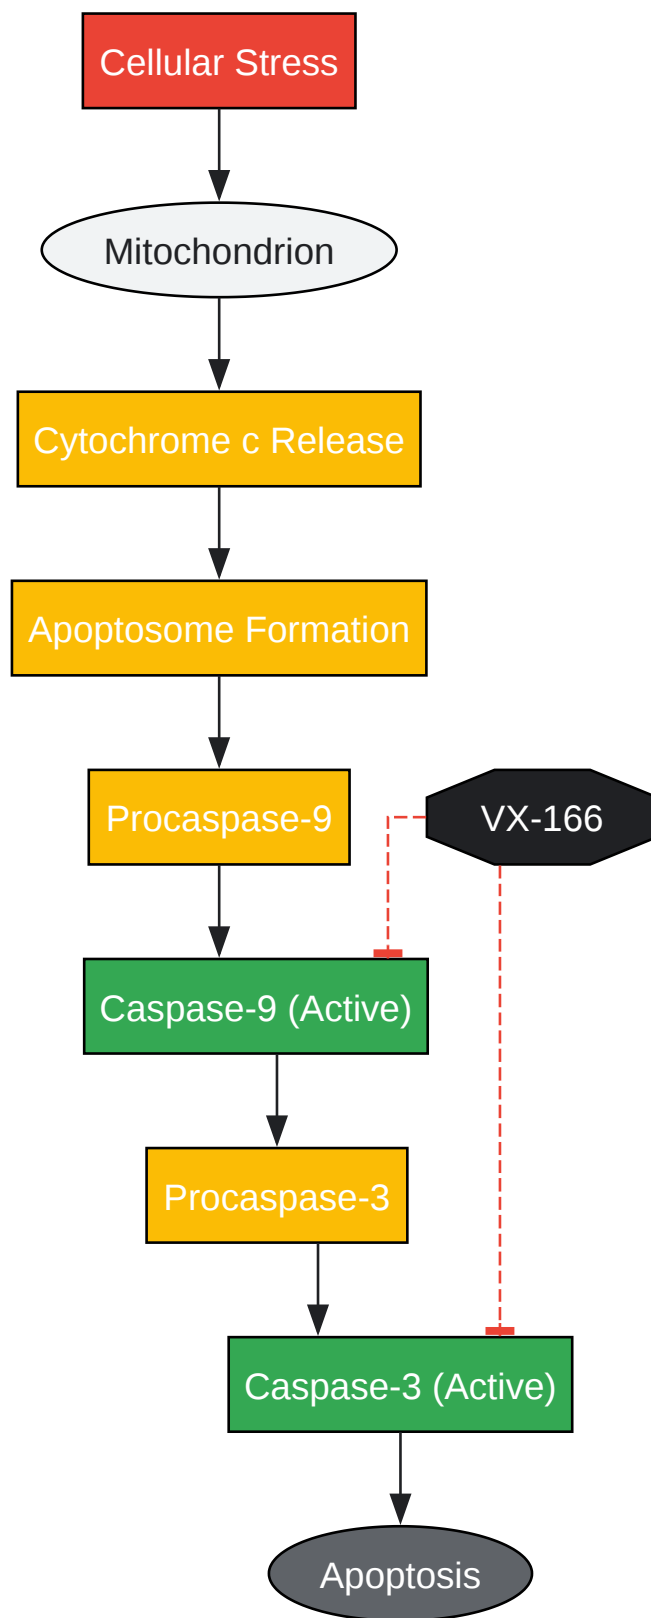 Cellular Stress
Mitochondrion
Cytochrome c Release
Apoptosome Formation
Procaspase-9
VX-166
Caspase-9 (Active)
Procaspase-3
Caspase-3 (Active)
Apoptosis